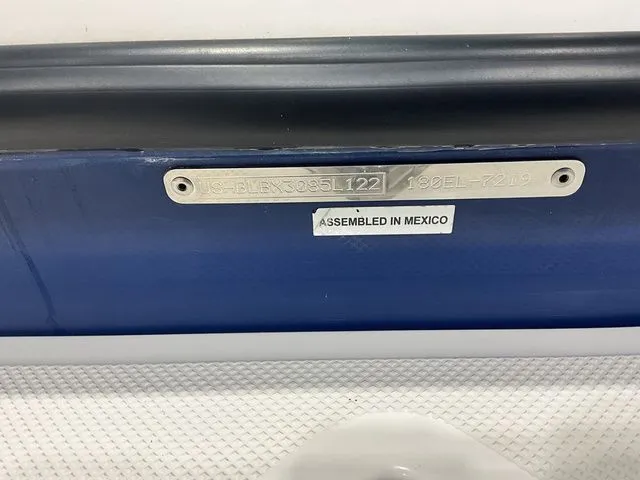 US-BLBX3085L122 180EL-7219
ASSEMBLED IN MEXICO